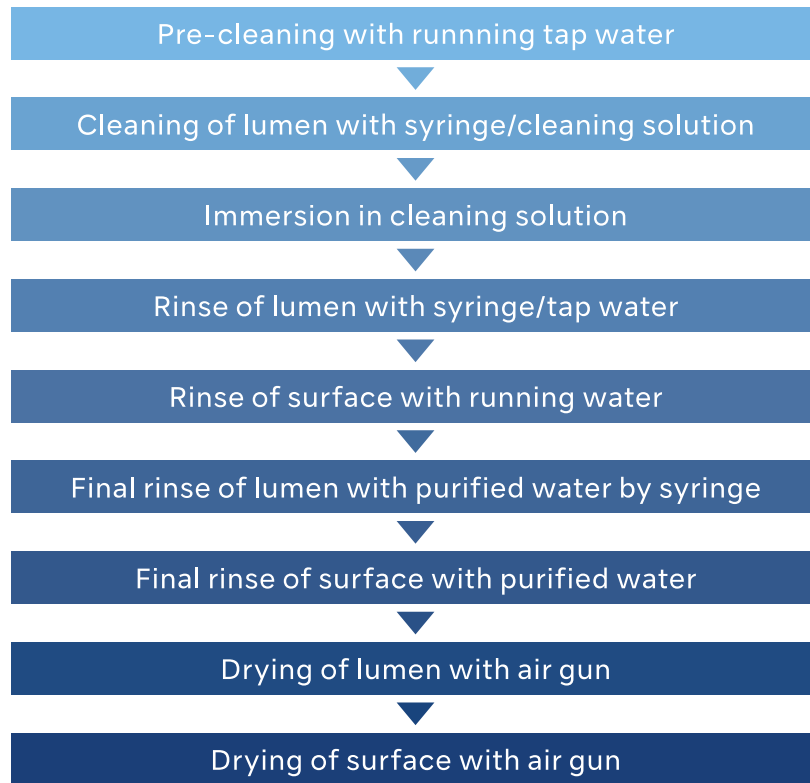 Pre-cleaning with runnning tap water
Cleaning of lumen with syringe/cleaning solution
Immersion in cleaning solution
Rinse of lumen with syringe/tap water
Rinse of surface with running water
Final rinse of lumen with purified water by syringe
Final rinse of surface with purified water
Drying of lumen with air gun
Drying of surface with air gun